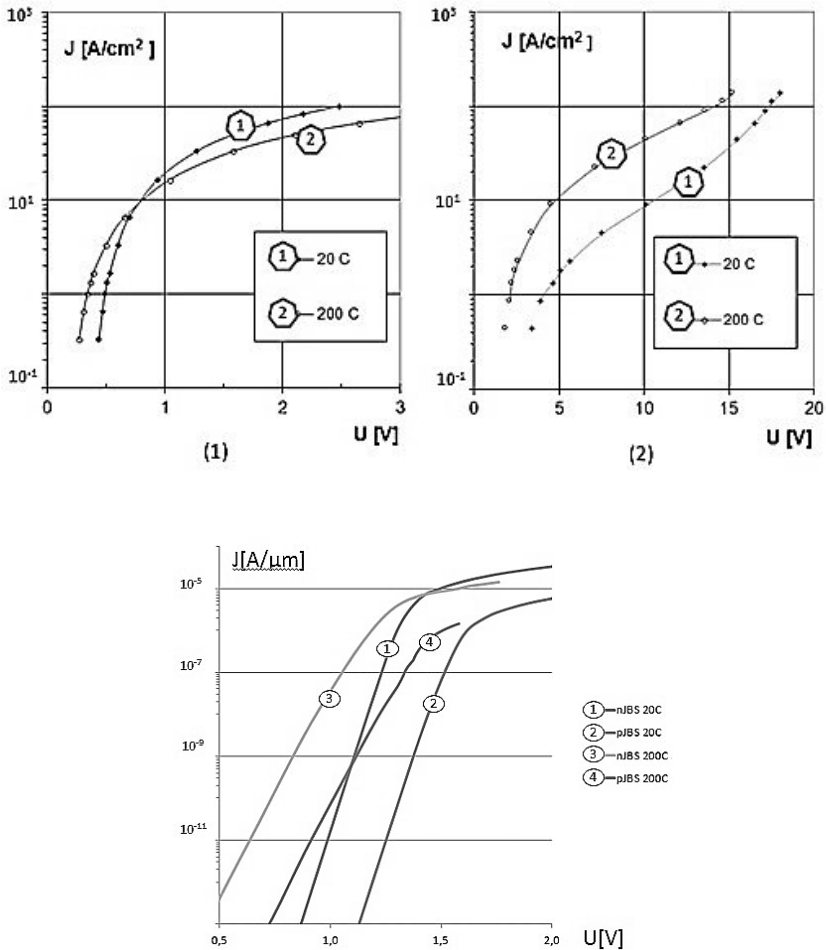 10³ 10³
J [A/cm² ] J [A/cm² ]
1
2 2
1
10¹ 10¹
1 20 C 1 20 C
2 200 C 2 200 C
10⁻¹ 10⁻¹
0 1 2 3 0 5 10 15 20
U [V] U [V]
(1) (2)
J[A/µm]
10⁻⁵
1 4
10⁻⁷
3 2
1 nJBS 20C
2 pJBS 20C
10⁻⁹
3 nJBS 200C
4 pJBS 200C
10⁻¹¹
0,5 1,0 1,5 2,0 U[V]